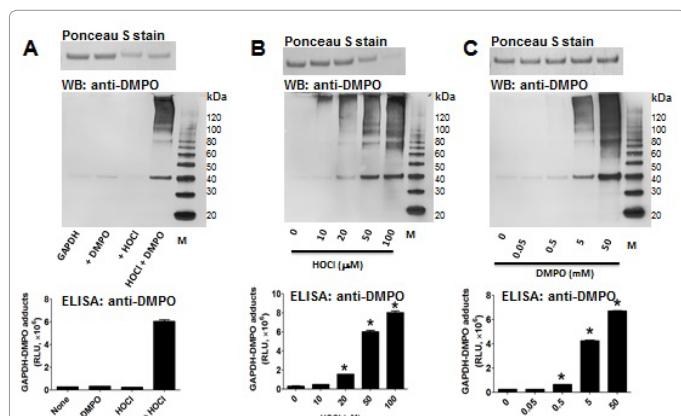 A
Ponceau S stain
WB: anti-DMPO
kDa
120
100
80
60
50
40
30
20
GAPDH
+ DMPO
+ HOCl
HOCl + DMPO
M
ELISA: anti-DMPO
GAPDH-DMPO adducts
(RLU, ×10⁶)
8
6
4
2
0
None
DMPO
HOCl
HOCl
B
Ponceau S stain
WB: anti-DMPO
kDa
120
100
80
60
50
40
30
20
0
10
20
50
100
M
HOCl (µM)
ELISA: anti-DMPO
GAPDH-DMPO adducts
(RLU, ×10⁶)
10
8
6
4
2
0
*
*
*
0
10
20
50
100
C
Ponceau S stain
WB: anti-DMPO
kDa
120
100
80
60
50
40
30
20
0
0.05
0.5
5
50
M
DMPO (mM)
ELISA: anti-DMPO
GAPDH-DMPO adducts
(RLU, ×10⁶)
8
6
4
2
0
*
*
*
0
0.05
0.5
5
50